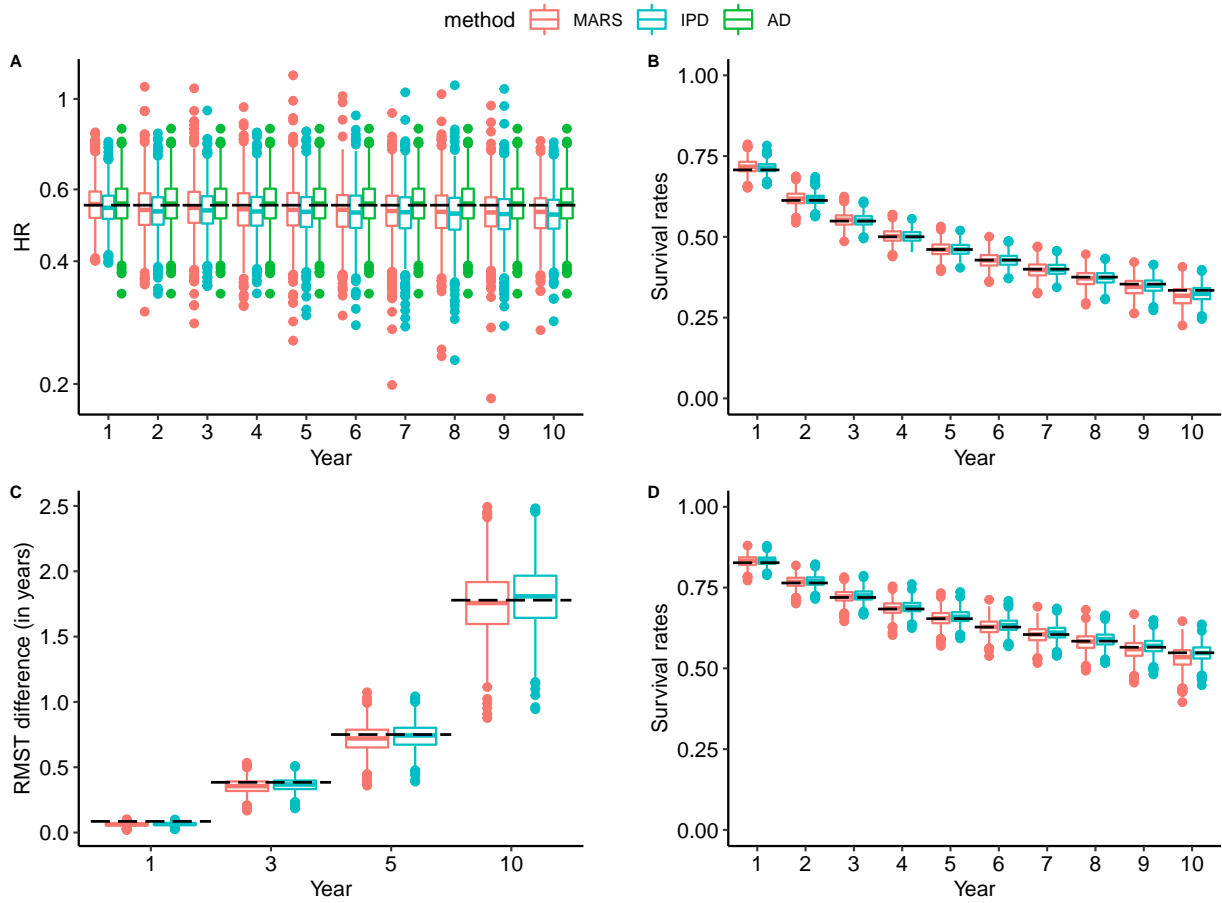 method MARS IPD AD
A
1
0.6
0.4
0.2
HR
1 2 3 4 5 6 7 8 9 10
Year
B
1.00
0.75
0.50
0.25
0.00
Survival rates
1 2 3 4 5 6 7 8 9 10
Year
C
2.5
2.0
1.5
1.0
0.5
0.0
RMST difference (in years)
1 3 5 10
Year
D
1.00
0.75
0.50
0.25
0.00
Survival rates
1 2 3 4 5 6 7 8 9 10
Year